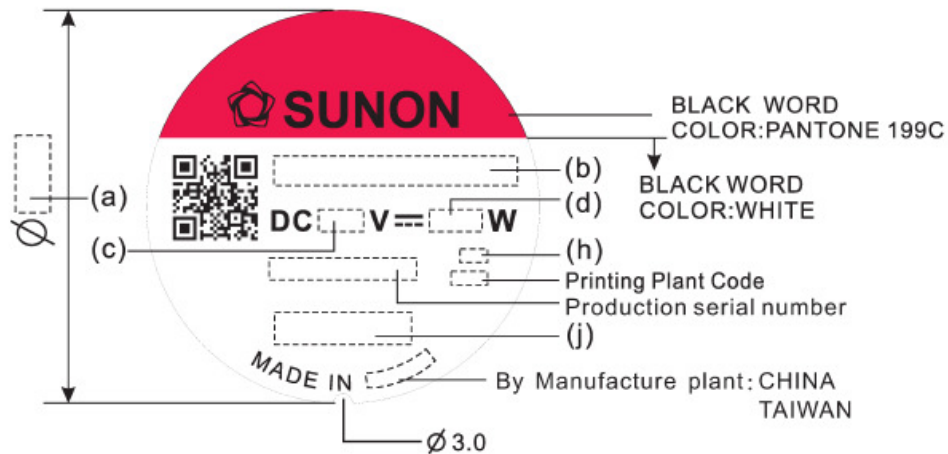 SUNON
BLACK WORD
COLOR:PANTONE 199C
(a)
(b)
BLACK WORD
COLOR:WHITE
DC V W
(d)
(c)
(h)
Printing Plant Code
Production serial number
(j)
MADE IN
By Manufacture plant: CHINA
TAIWAN
Ø
Ø 3.0